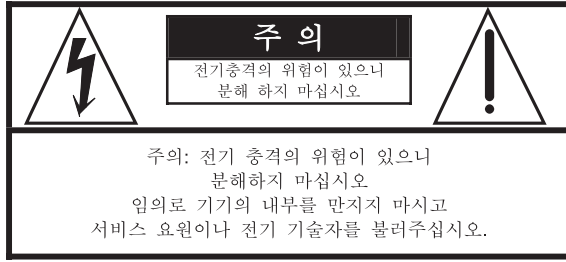 주 의
전기충격의 위험이 있으니
분해 하지 마십시오
주의: 전기 충격의 위험이 있으니
분해하지 마십시오
임의로 기기의 내부를 만지지 마시고
서비스 요원이나 전기 기술자를 불러주십시오.